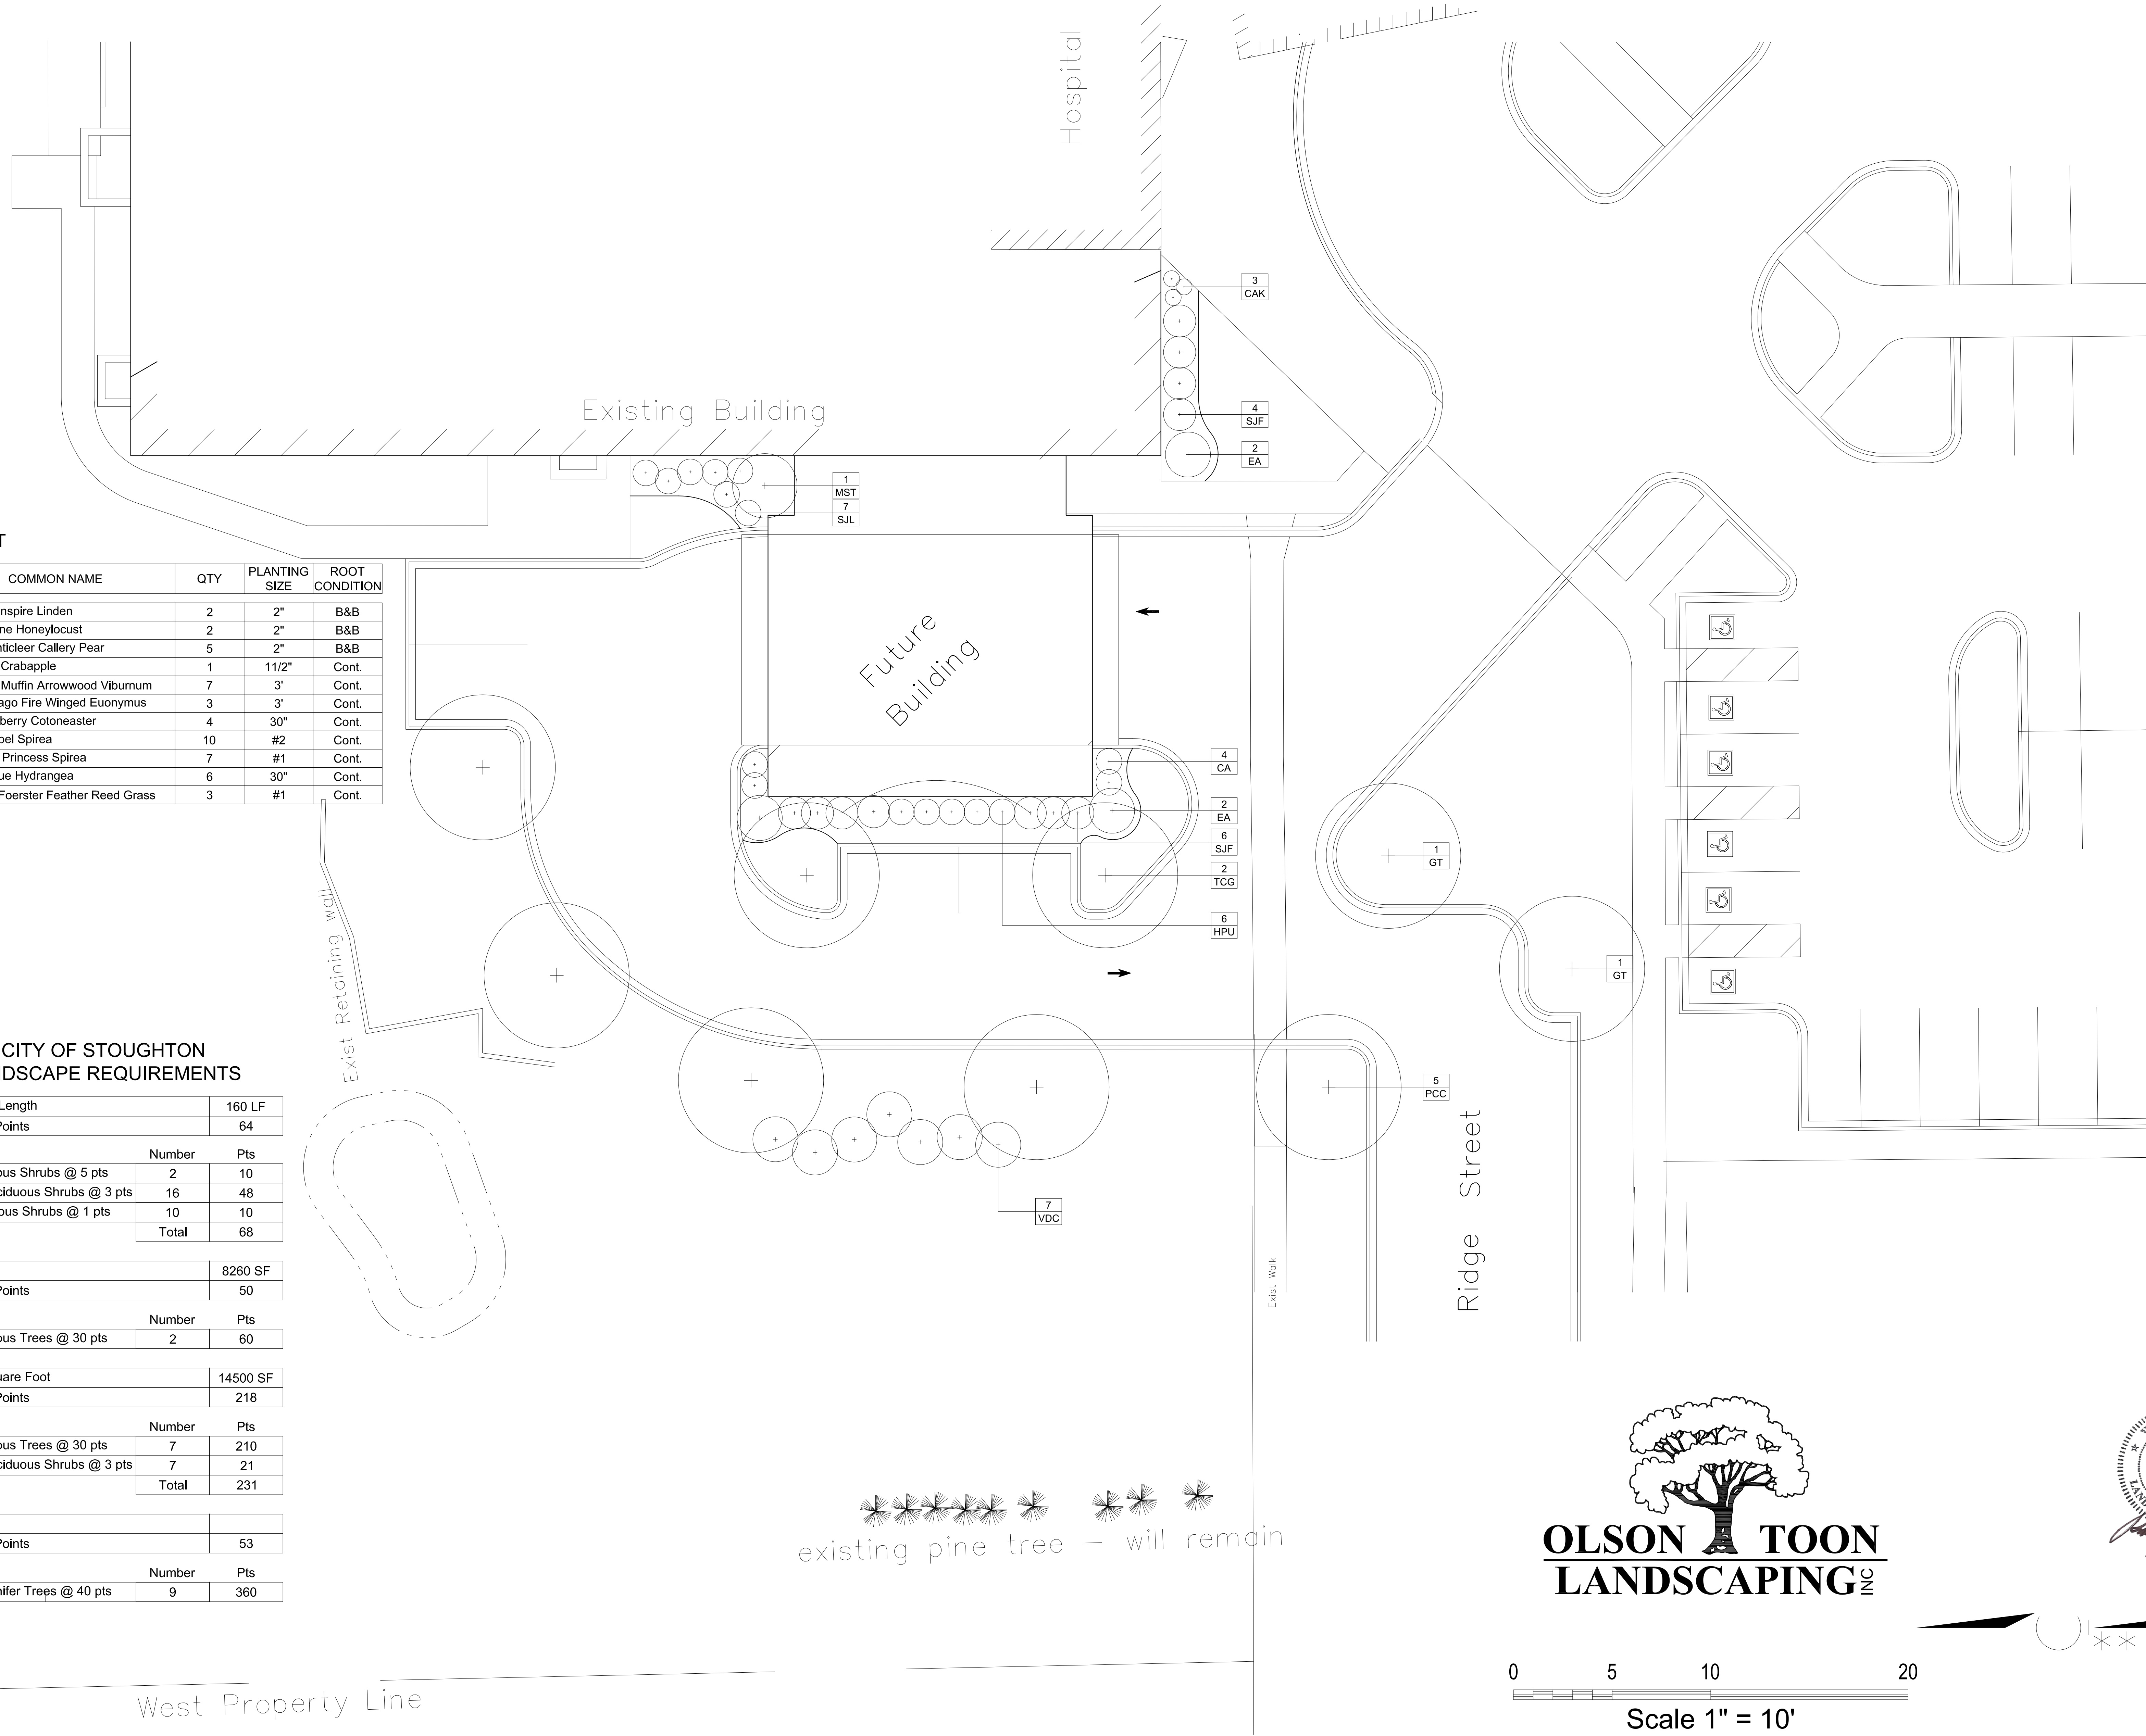 Hospital
3
CAK
4
SJF
2
EA
Existing Building
1
MST
7
SJL
T
COMMON NAME QTY PLANTING SIZE ROOT CONDITION
nspire Linden 2 2" B&B
ne Honeylocust 2 2" B&B
nticleer Callery Pear 5 2" B&B
Crabapple 1 11/2" Cont.
Muffin Arrowwood Viburnum 7 3' Cont.
ago Fire Winged Euonymus 3 3' Cont.
berry Cotoneaster 4 30" Cont.
bel Spirea 10 #2 Cont.
Princess Spirea 7 #1 Cont.
ue Hydrangea 6 30" Cont.
Foerster Feather Reed Grass 3 #1 Cont.
Future
Building
4
CA
2
EA
6
SJF
2
TCG
6
HPU
1
GT
1
GT
5
PCC
7
VDC
Exist Retaining wall
CITY OF STOUGHTON
NDSCAPE REQUIREMENTS
Length 160 LF
Points 64
Number Pts
ous Shrubs @ 5 pts 2 10
ciduous Shrubs @ 3 pts 16 48
ous Shrubs @ 1 pts 10 10
Total 68
8260 SF
Points 50
Number Pts
ous Trees @ 30 pts 2 60
uare Foot 14500 SF
Points 218
Number Pts
ous Trees @ 30 pts 7 210
ciduous Shrubs @ 3 pts 7 21
Total 231
Points 53
Number Pts
nifer Trees @ 40 pts 9 360
Exist Walk
Ridge Street
existing pine tree – will remain
West Property Line
OLSON TOON
LANDSCAPING INC
0 5 10 20
Scale 1" = 10'